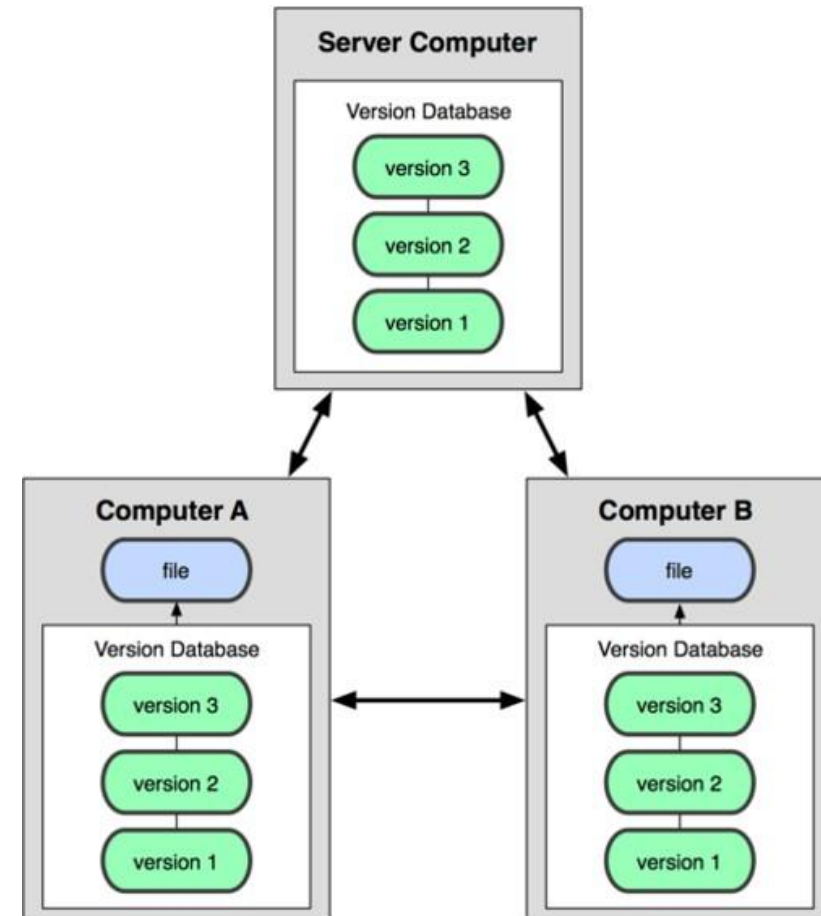 Server Computer
Version Database
version 3
version 2
version 1
Computer A
file
Version Database
version 3
version 2
version 1
Computer B
file
Version Database
version 3
version 2
version 1